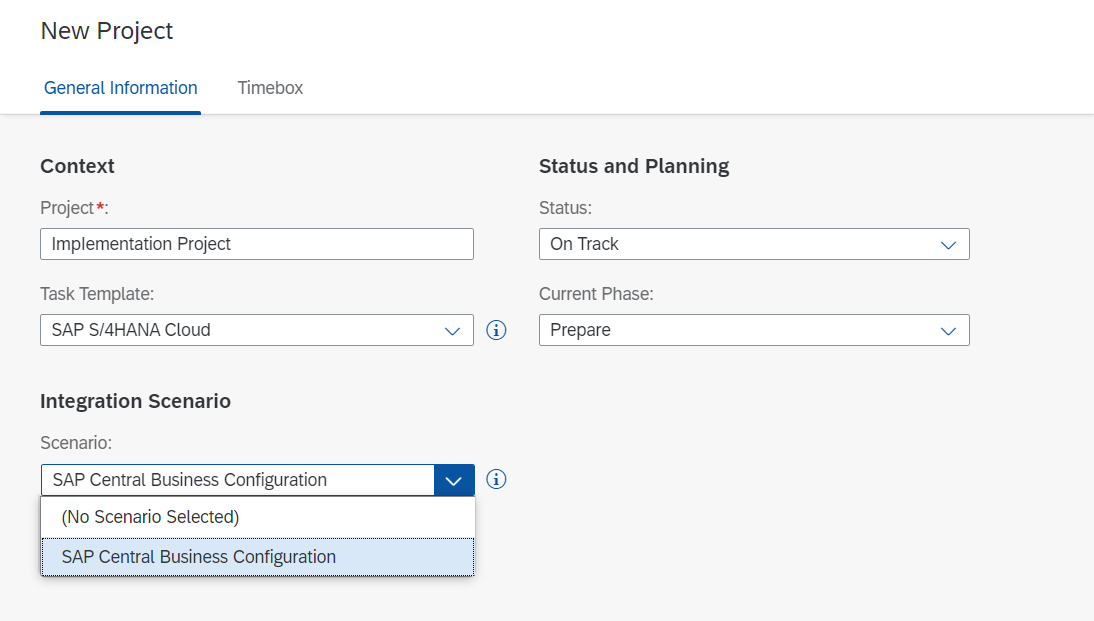 New Project
General Information
Timebox
Context
Project*:
Implementation Project
Task Template:
SAP S/4HANA Cloud
Status and Planning
Status:
On Track
Current Phase:
Prepare
Integration Scenario
Scenario:
SAP Central Business Configuration
(No Scenario Selected)
SAP Central Business Configuration